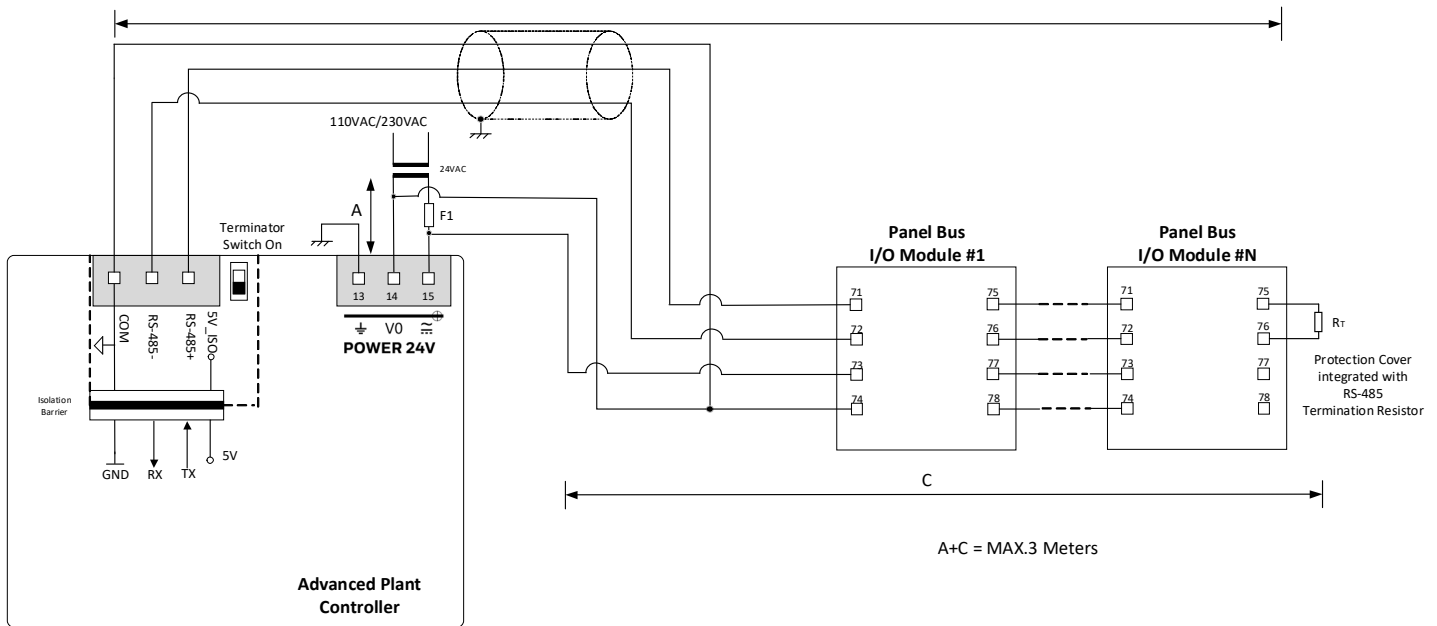 110VAC/230VAC
24VAC
A
F1
Terminator
Switch On
13
14
15
V0
POWER 24V
COM
RS-485-
RS-485+
5V_ISO
Isolation
Barrier
GND
RX
TX
5V
Advanced Plant
Controller
Panel Bus
I/O Module #1
71
72
73
74
75
76
77
78
Panel Bus
I/O Module #N
71
72
73
74
75
76
77
78
RT
Protection Cover
integrated with
RS-485
Termination Resistor
C
A+C = MAX.3 Meters